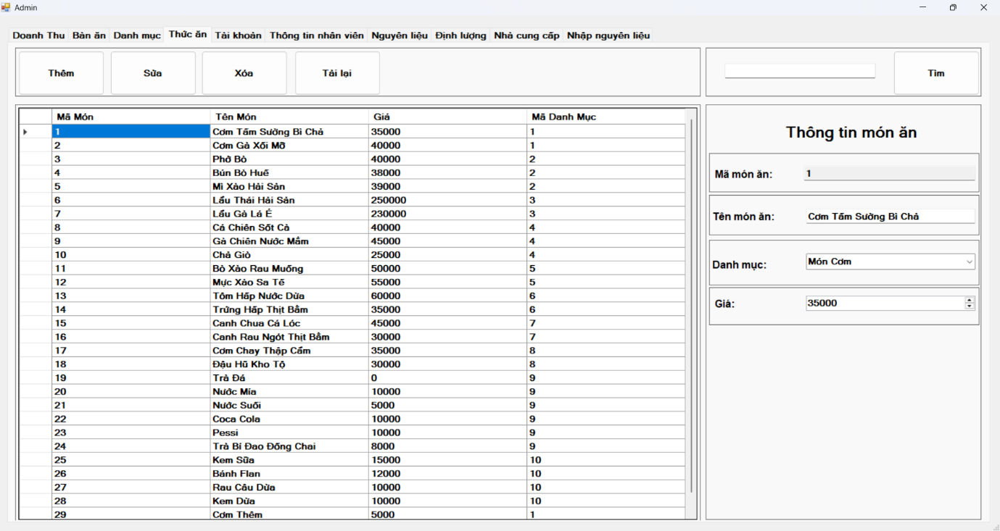 Admin
Doanh Thu Bàn ăn Danh mục Thức ăn Tài khoản Thông tin nhân viên Nguyên liệu Định lượng Nhà cung cấp Nhập nguyên liệu
Thêm Sửa Xóa Tải lại Tìm
Mã Món Tên Món Giá Mã Danh Mục
1 Cơm Tấm Sườn Bì Chả 35000 1
2 Cơm Gà Xối Mỡ 40000 1
3 Phở Bò 40000 2
4 Bún Bò Huế 38000 2
5 Mì Xào Hải Sản 39000 2
6 Lẩu Thái Hải Sản 250000 3
7 Lẩu Gà Lá É 230000 3
8 Cá Chiên Sốt Cà 40000 4
9 Gà Chiên Nước Mắm 45000 4
10 Chả Giò 25000 4
11 Bò Xào Rau Muống 50000 5
12 Mực Xào Sa Tế 55000 5
13 Tôm Hấp Nước Dừa 60000 6
14 Trứng Hấp Thịt Bằm 35000 6
15 Canh Chua Cá Lóc 45000 7
16 Canh Rau Ngót Thịt Bằm 30000 7
17 Cơm Chay Thập Cẩm 35000 8
18 Đậu Hũ Kho Tộ 30000 8
19 Trà Đá 0 9
20 Nước Mía 10000 9
21 Nước Suối 5000 9
22 Coca Cola 10000 9
23 Pessi 10000 9
24 Trà Bí Đao Đóng Chai 8000 9
25 Kem Sữa 15000 10
26 Bánh Flan 12000 10
27 Rau Câu Dừa 10000 10
28 Kem Dừa 10000 10
29 Cơm Thêm 5000 1
Thông tin món ăn
Mã món ăn: 1
Tên món ăn: Cơm Tấm Sườn Bì Chả
Danh mục: Món Cơm
Giá: 35000